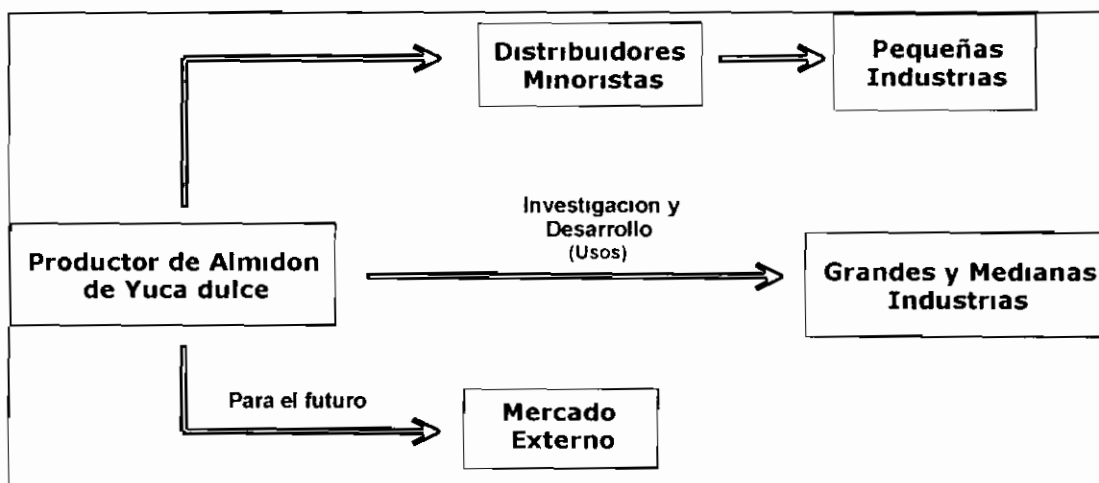 Distribuidores
Minoristas
Pequeñas
Industrias
Investigacion y
Desarrollo
(Usos)
Productor de Almidon
de Yuca dulce
Grandes y Medianas
Industrias
Para el futuro
Mercado
Externo